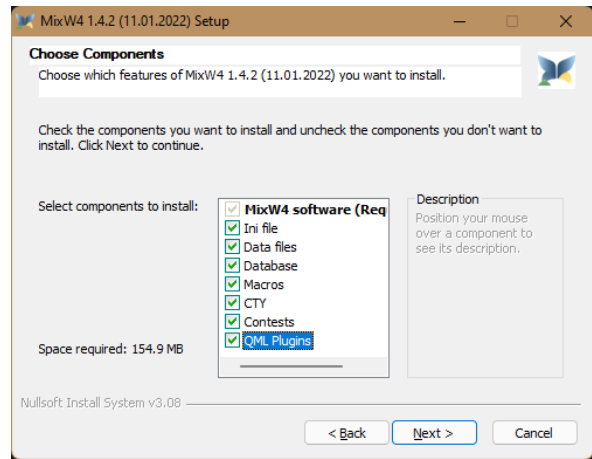 MixW4 1.4.2 (11.01.2022) Setup
Choose Components
Choose which features of MixW4 1.4.2 (11.01.2022) you want to install.
Check the components you want to install and uncheck the components you don't want to
install. Click Next to continue.
Select components to install:
MixW4 software (Req
Ini file
Data files
Database
Macros
CTY
Contests
QML Plugins
Description
Position your mouse
over a component to
see its description.
Space required: 154.9 MB
Nullsoft Install System v3.08
< Back
Next >
Cancel